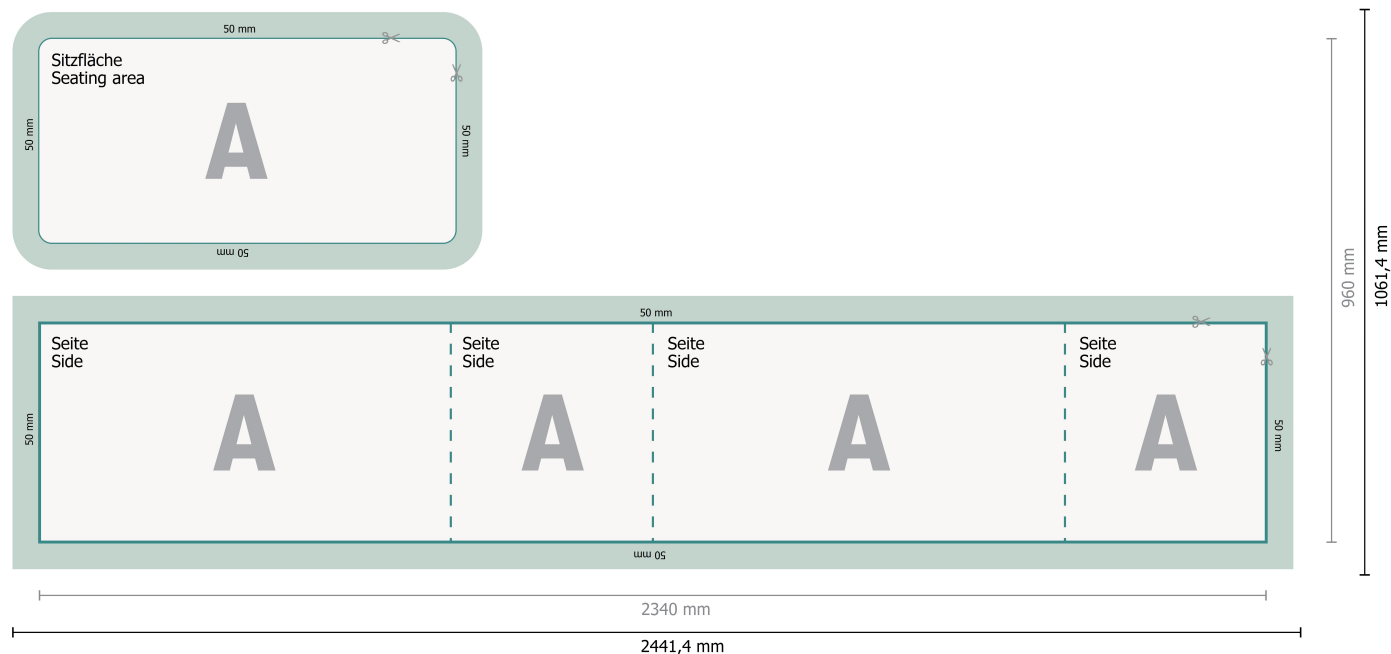 50 mm
Sitzfläche
Seating area
A
50 mm
50 mm
50 mm
50 mm
Seite
Side
Seite
Side
Seite
Side
Seite
Side
A
A
A
A
50 mm
50 mm
50 mm
960 mm
1061,4 mm
2340 mm
2441,4 mm